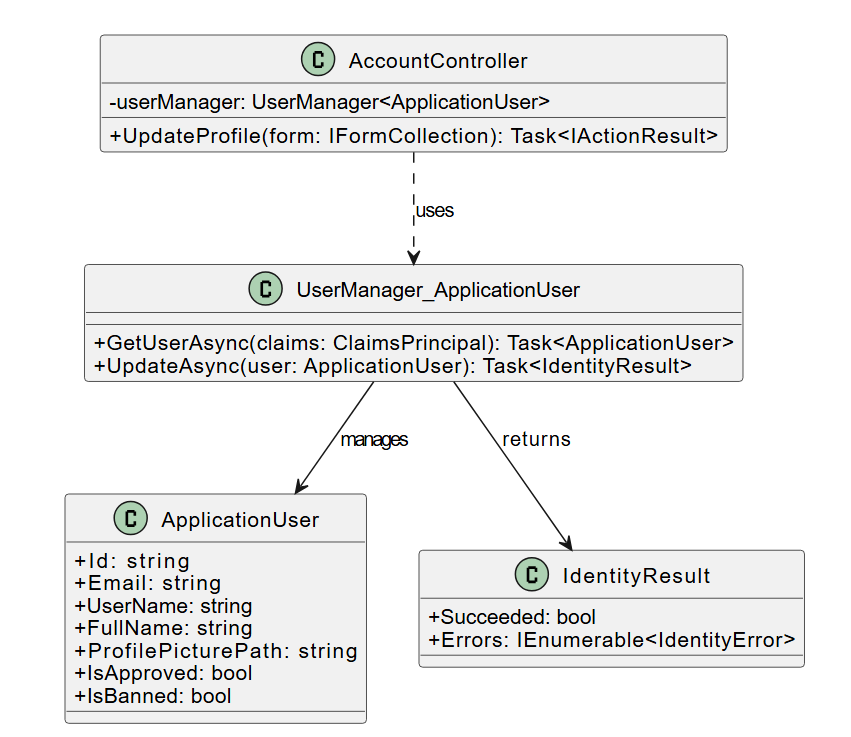 C AccountController
-userManager: UserManager<ApplicationUser>
+UpdateProfile(form: IFormCollection): Task<IActionResult>
uses
C UserManager_ApplicationUser
+GetUserAsync(claims: ClaimsPrincipal): Task<ApplicationUser>
+UpdateAsync(user: ApplicationUser): Task<IdentityResult>
manages
returns
C ApplicationUser
+Id: string
+Email: string
+UserName: string
+FullName: string
+ProfilePicturePath: string
+IsApproved: bool
+IsBanned: bool
C IdentityResult
+Succeeded: bool
+Errors: IEnumerable<IdentityError>